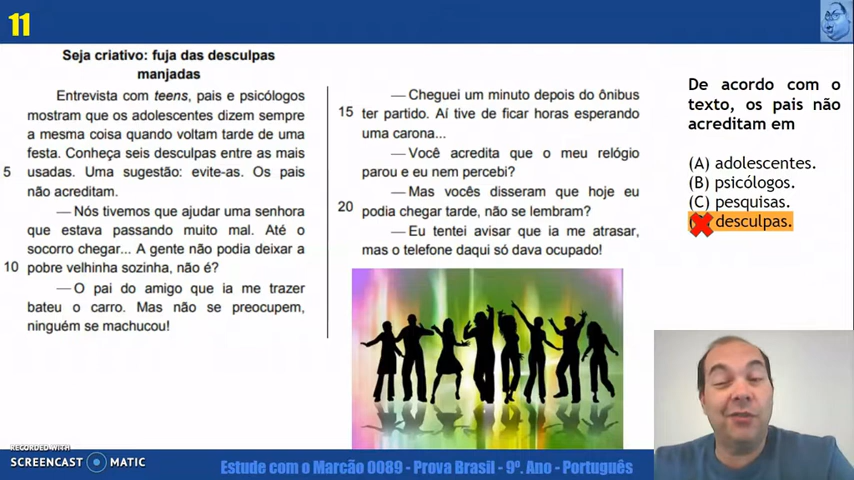 11
Seja criativo: fuja das desculpas
manjadas
Entrevista com teens, pais e psicólogos
mostram que os adolescentes dizem sempre
a mesma coisa quando voltam tarde de uma
festa. Conheça seis desculpas entre as mais
5 usadas. Uma sugestão: evite-as. Os pais
não acreditam.
— Nós tivemos que ajudar uma senhora
que estava passando muito mal. Até o
socorro chegar... A gente não podia deixar a
10 pobre velhinha sozinha, não é?
— O pai do amigo que ia me trazer
bateu o carro. Mas não se preocupem,
ninguém se machucou!
— Cheguei um minuto depois do ônibus
15 ter partido. Aí tive de ficar horas esperando
uma carona...
— Você acredita que o meu relógio
parou e eu nem percebi?
— Mas vocês disseram que hoje eu
20 podia chegar tarde, não se lembram?
— Eu tentei avisar que ia me atrasar,
mas o telefone daqui só dava ocupado!
De acordo com o
texto, os pais não
acreditam em
(A) adolescentes.
(B) psicólogos.
(C) pesquisas.
desculpas.
RECORDED WITH
SCREENCAST MATIC
Estude com o Marcão 0089 - Prova Brasil - 9º. Ano - Português